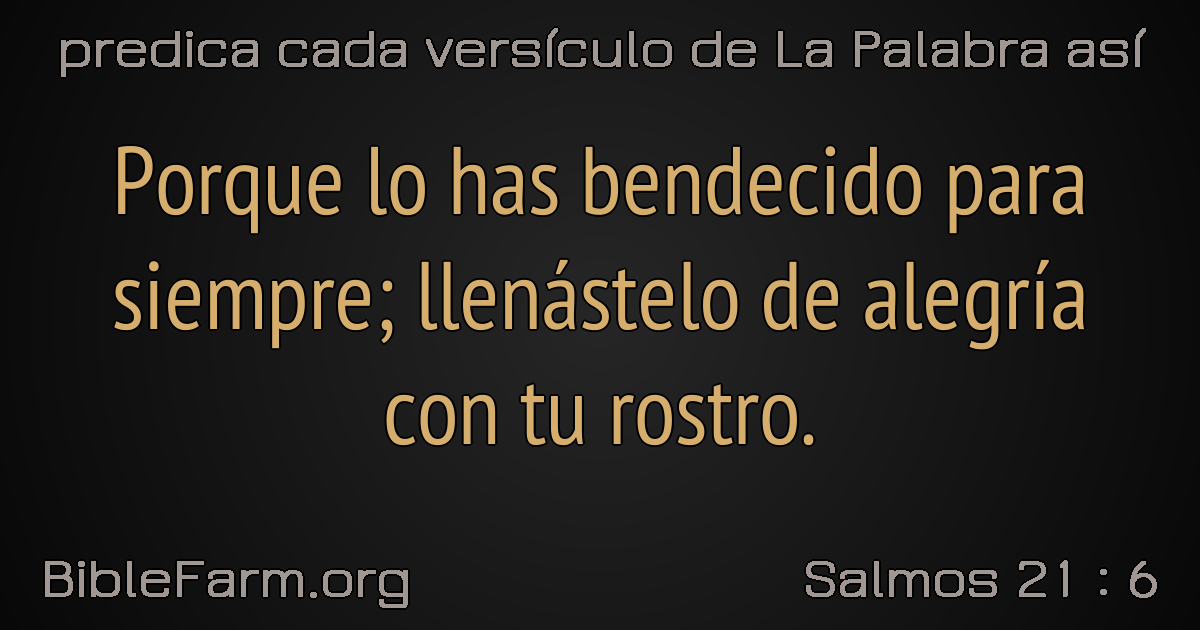 predica cada versículo de La Palabra así
Porque lo has bendecido para
siempre; llenástelo de alegría
con tu rostro.
BibleFarm.org
Salmos 21 : 6